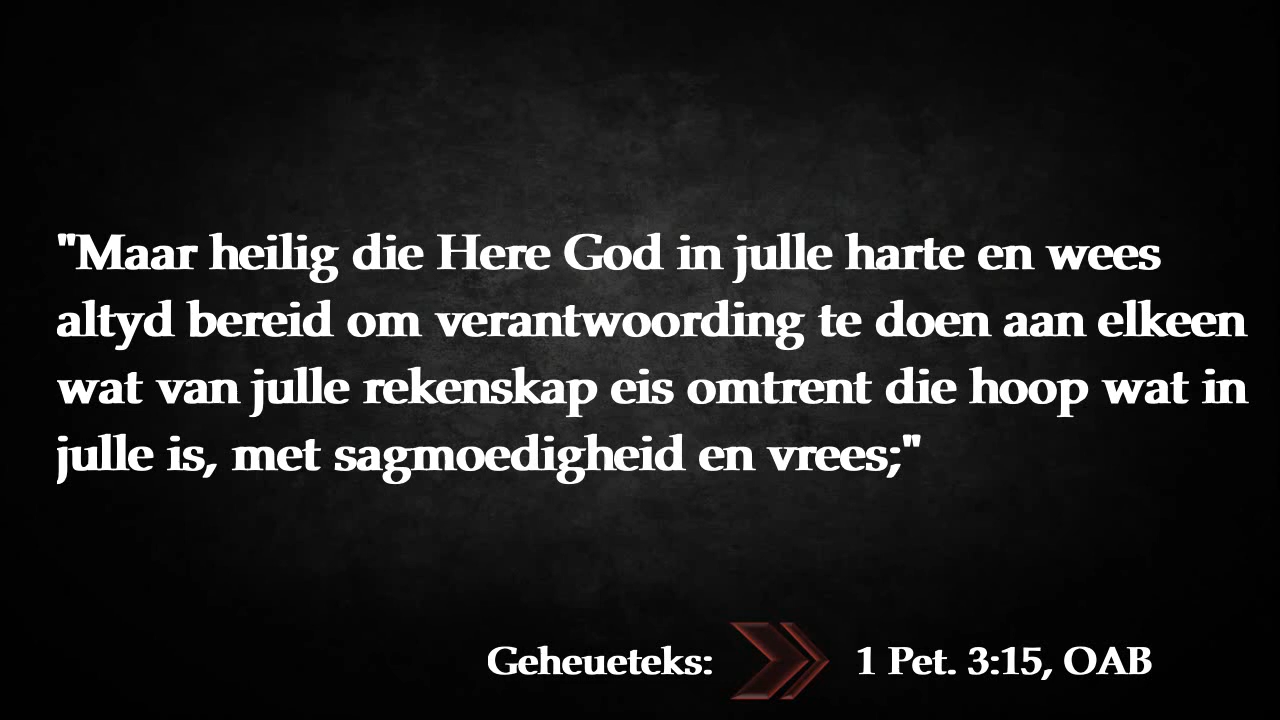 "Maar heilig die Here God in julle harte en wees
altyd bereid om verantwoording te doen aan elkeen
wat van julle rekenskap eis omtrent die hoop wat in
julle is, met sagmoedigheid en vrees;"
Geheueteks: 1 Pet. 3:15, OAB